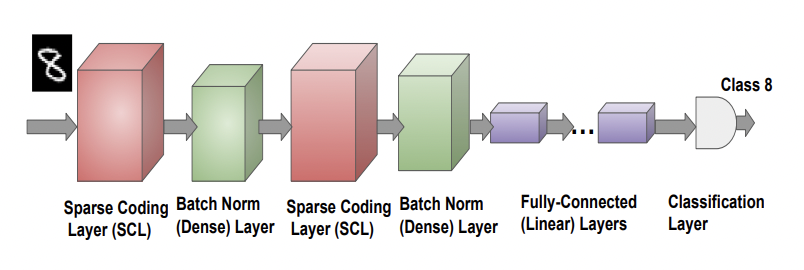 8
Class 8
Sparse Coding
Layer (SCL)
Batch Norm
(Dense) Layer
Sparse Coding
Layer (SCL)
Batch Norm
(Dense) Layer
...
Fully-Connected
(Linear) Layers
Classification
Layer